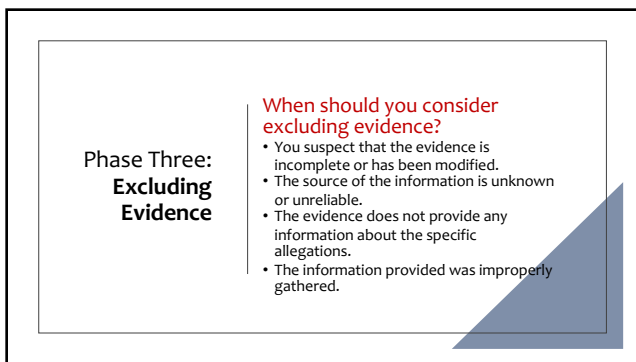 Phase Three:
Excluding
Evidence
When should you consider
excluding evidence?
• You suspect that the evidence is
incomplete or has been modified.
• The source of the information is unknown
or unreliable.
• The evidence does not provide any
information about the specific
allegations.
• The information provided was improperly
gathered.